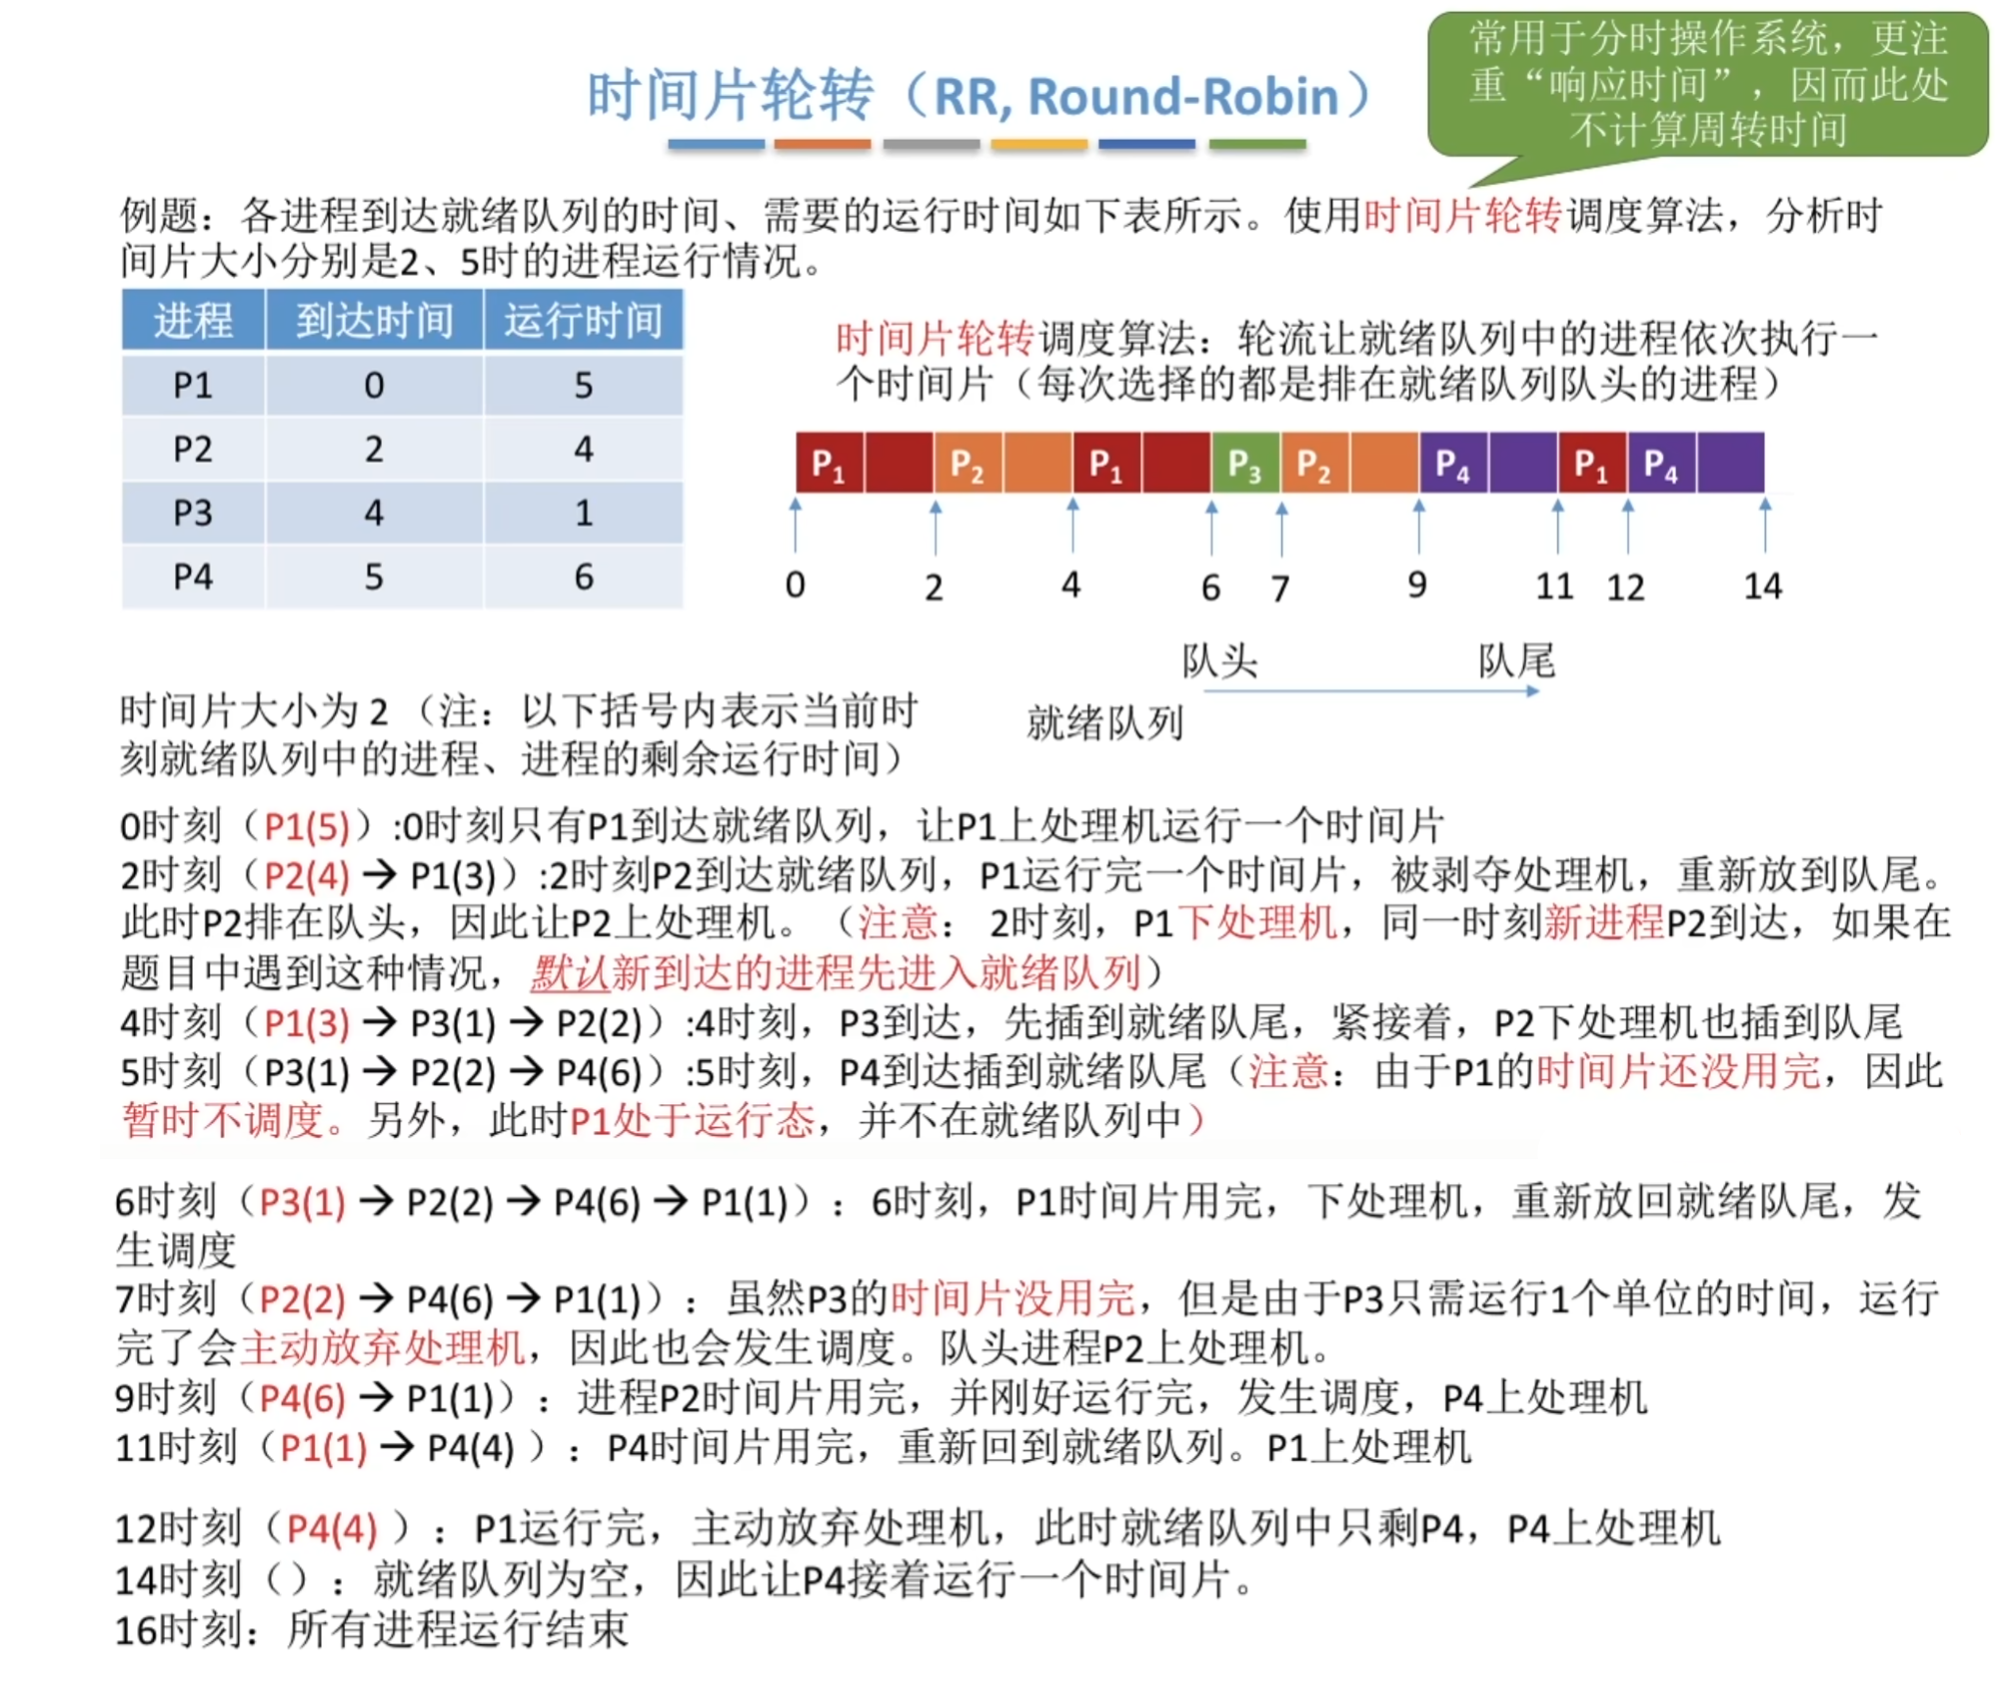 常用于分时操作系统，更注
重“响应时间”，因而此处
不计算周转时间
时间片轮转（RR, Round-Robin）
例题：各进程到达就绪队列的时间、需要的运行时间如下表所示。使用时间片轮转调度算法，分析时
间片大小分别是2、5时的进程运行情况。
进程 到达时间 运行时间
P1 0 5
P2 2 4
P3 4 1
P4 5 6
时间片轮转调度算法：轮流让就绪队列中的进程依次执行一
个时间片（每次选择的都是排在就绪队列队头的进程）
P1 P2 P1 P3 P2 P4 P1 P4
0 2 4 6 7 9 11 12 14
队头 队尾
就绪队列
时间片大小为 2 （注：以下括号内表示当前时
刻就绪队列中的进程、进程的剩余运行时间）
0时刻（P1(5)）:0时刻只有P1到达就绪队列，让P1上处理机运行一个时间片
2时刻（P2(4) → P1(3)）:2时刻P2到达就绪队列，P1运行完一个时间片，被剥夺处理机，重新放到队尾。
此时P2排在队头，因此让P2上处理机。（注意： 2时刻，P1下处理机，同一时刻新进程P2到达，如果在
题目中遇到这种情况，默认新到达的进程先进入就绪队列）
4时刻（P1(3) → P3(1) → P2(2)）:4时刻，P3到达，先插到就绪队尾，紧接着，P2下处理机也插到队尾
5时刻（P3(1) → P2(2) → P4(6)）:5时刻，P4到达插到就绪队尾（注意：由于P1的时间片还没用完，因此
暂时不调度。另外，此时P1处于运行态，并不在就绪队列中）
6时刻（P3(1) → P2(2) → P4(6) → P1(1)）：6时刻，P1时间片用完，下处理机，重新放回就绪队尾，发
生调度
7时刻（P2(2) → P4(6) → P1(1)）：虽然P3的时间片没用完，但是由于P3只需运行1个单位的时间，运行
完了会主动放弃处理机，因此也会发生调度。队头进程P2上处理机。
9时刻（P4(6) → P1(1)）：进程P2时间片用完，并刚好运行完，发生调度，P4上处理机
11时刻（P1(1) → P4(4) ）：P4时间片用完，重新回到就绪队列。P1上处理机
12时刻（P4(4) ）：P1运行完，主动放弃处理机，此时就绪队列中只剩P4，P4上处理机
14时刻（）：就绪队列为空，因此让P4接着运行一个时间片。
16时刻：所有进程运行结束